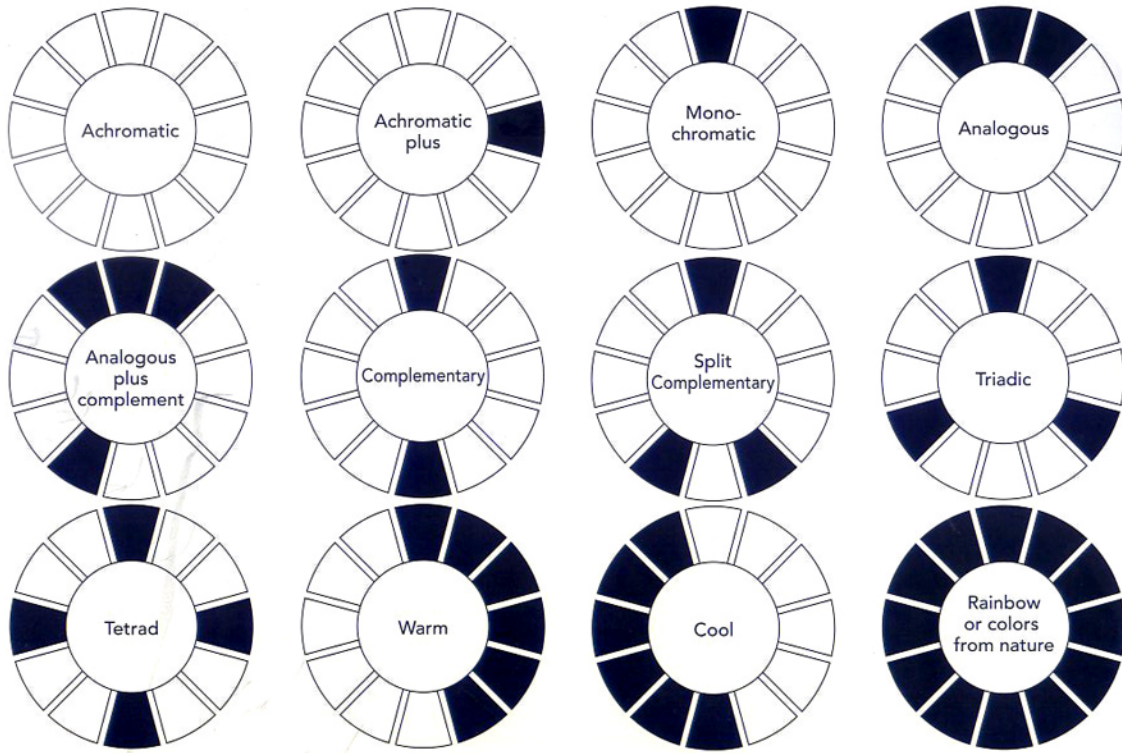 Achromatic
Achromatic
plus
Mono-
chromatic
Analogous
Analogous
plus
complement
Complementary
Split
Complementary
Triadic
Tetrad
Warm
Cool
Rainbow
or colors
from nature